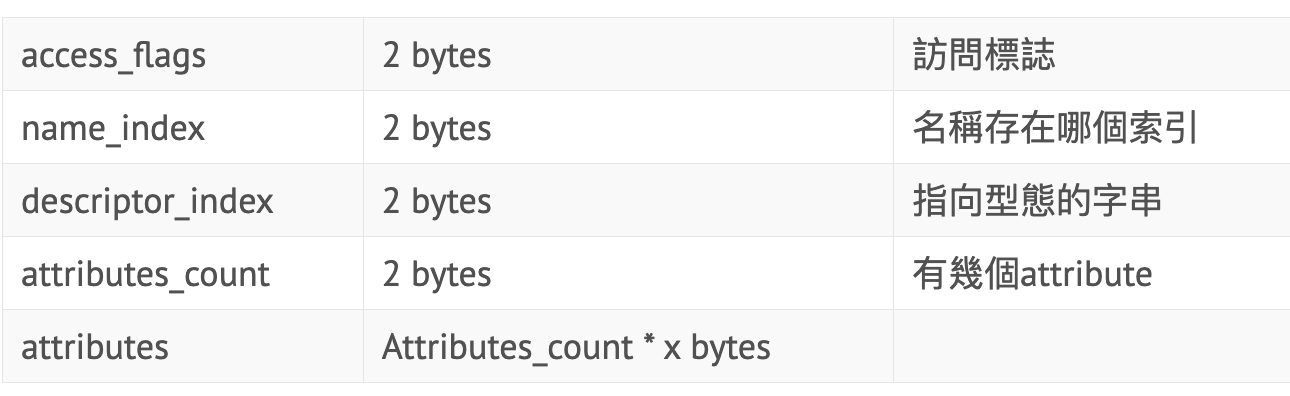 access_flags 2 bytes 訪問標誌
name_index 2 bytes 名稱存在哪個索引
descriptor_index 2 bytes 指向型態的字串
attributes_count 2 bytes 有幾個attribute
attributes Attributes_count * x bytes